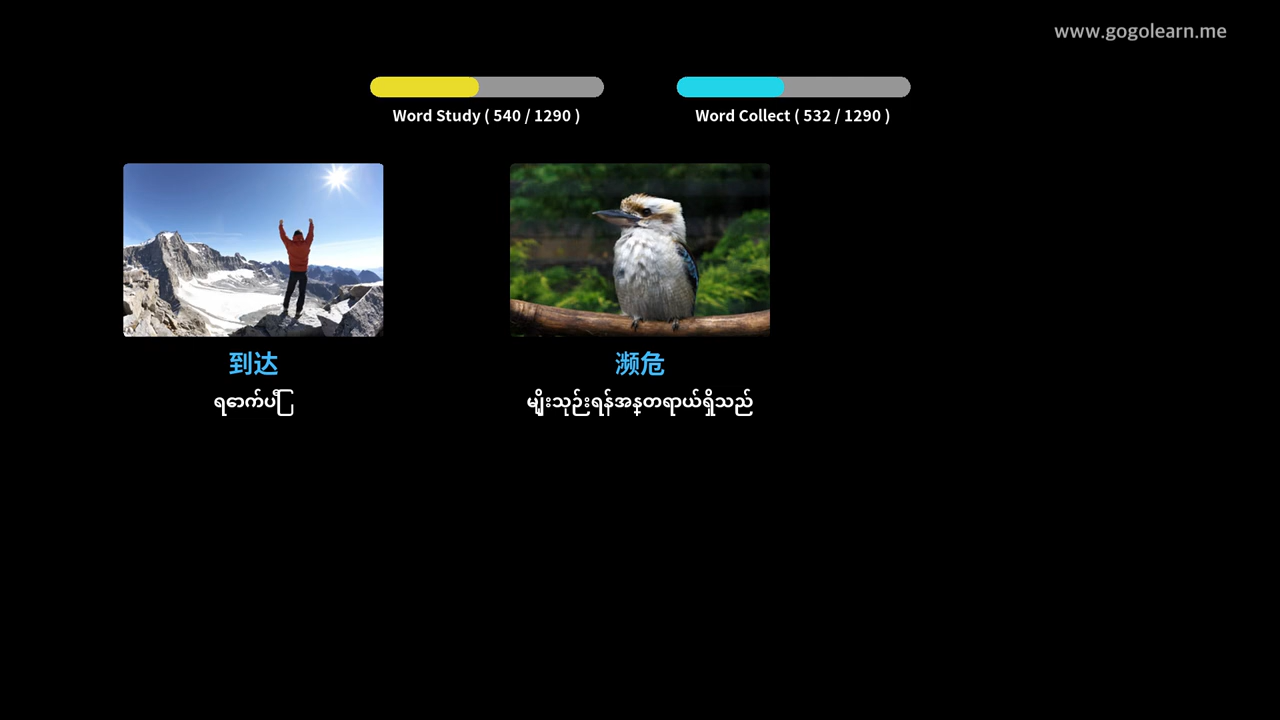 www.gogolearn.me
Word Study ( 540 / 1290 )
Word Collect ( 532 / 1290 )
到达
ရောက်ပြီ
濒危
မျိုးသုဉ်းရန်အန္တရာယ်ရှိသည်